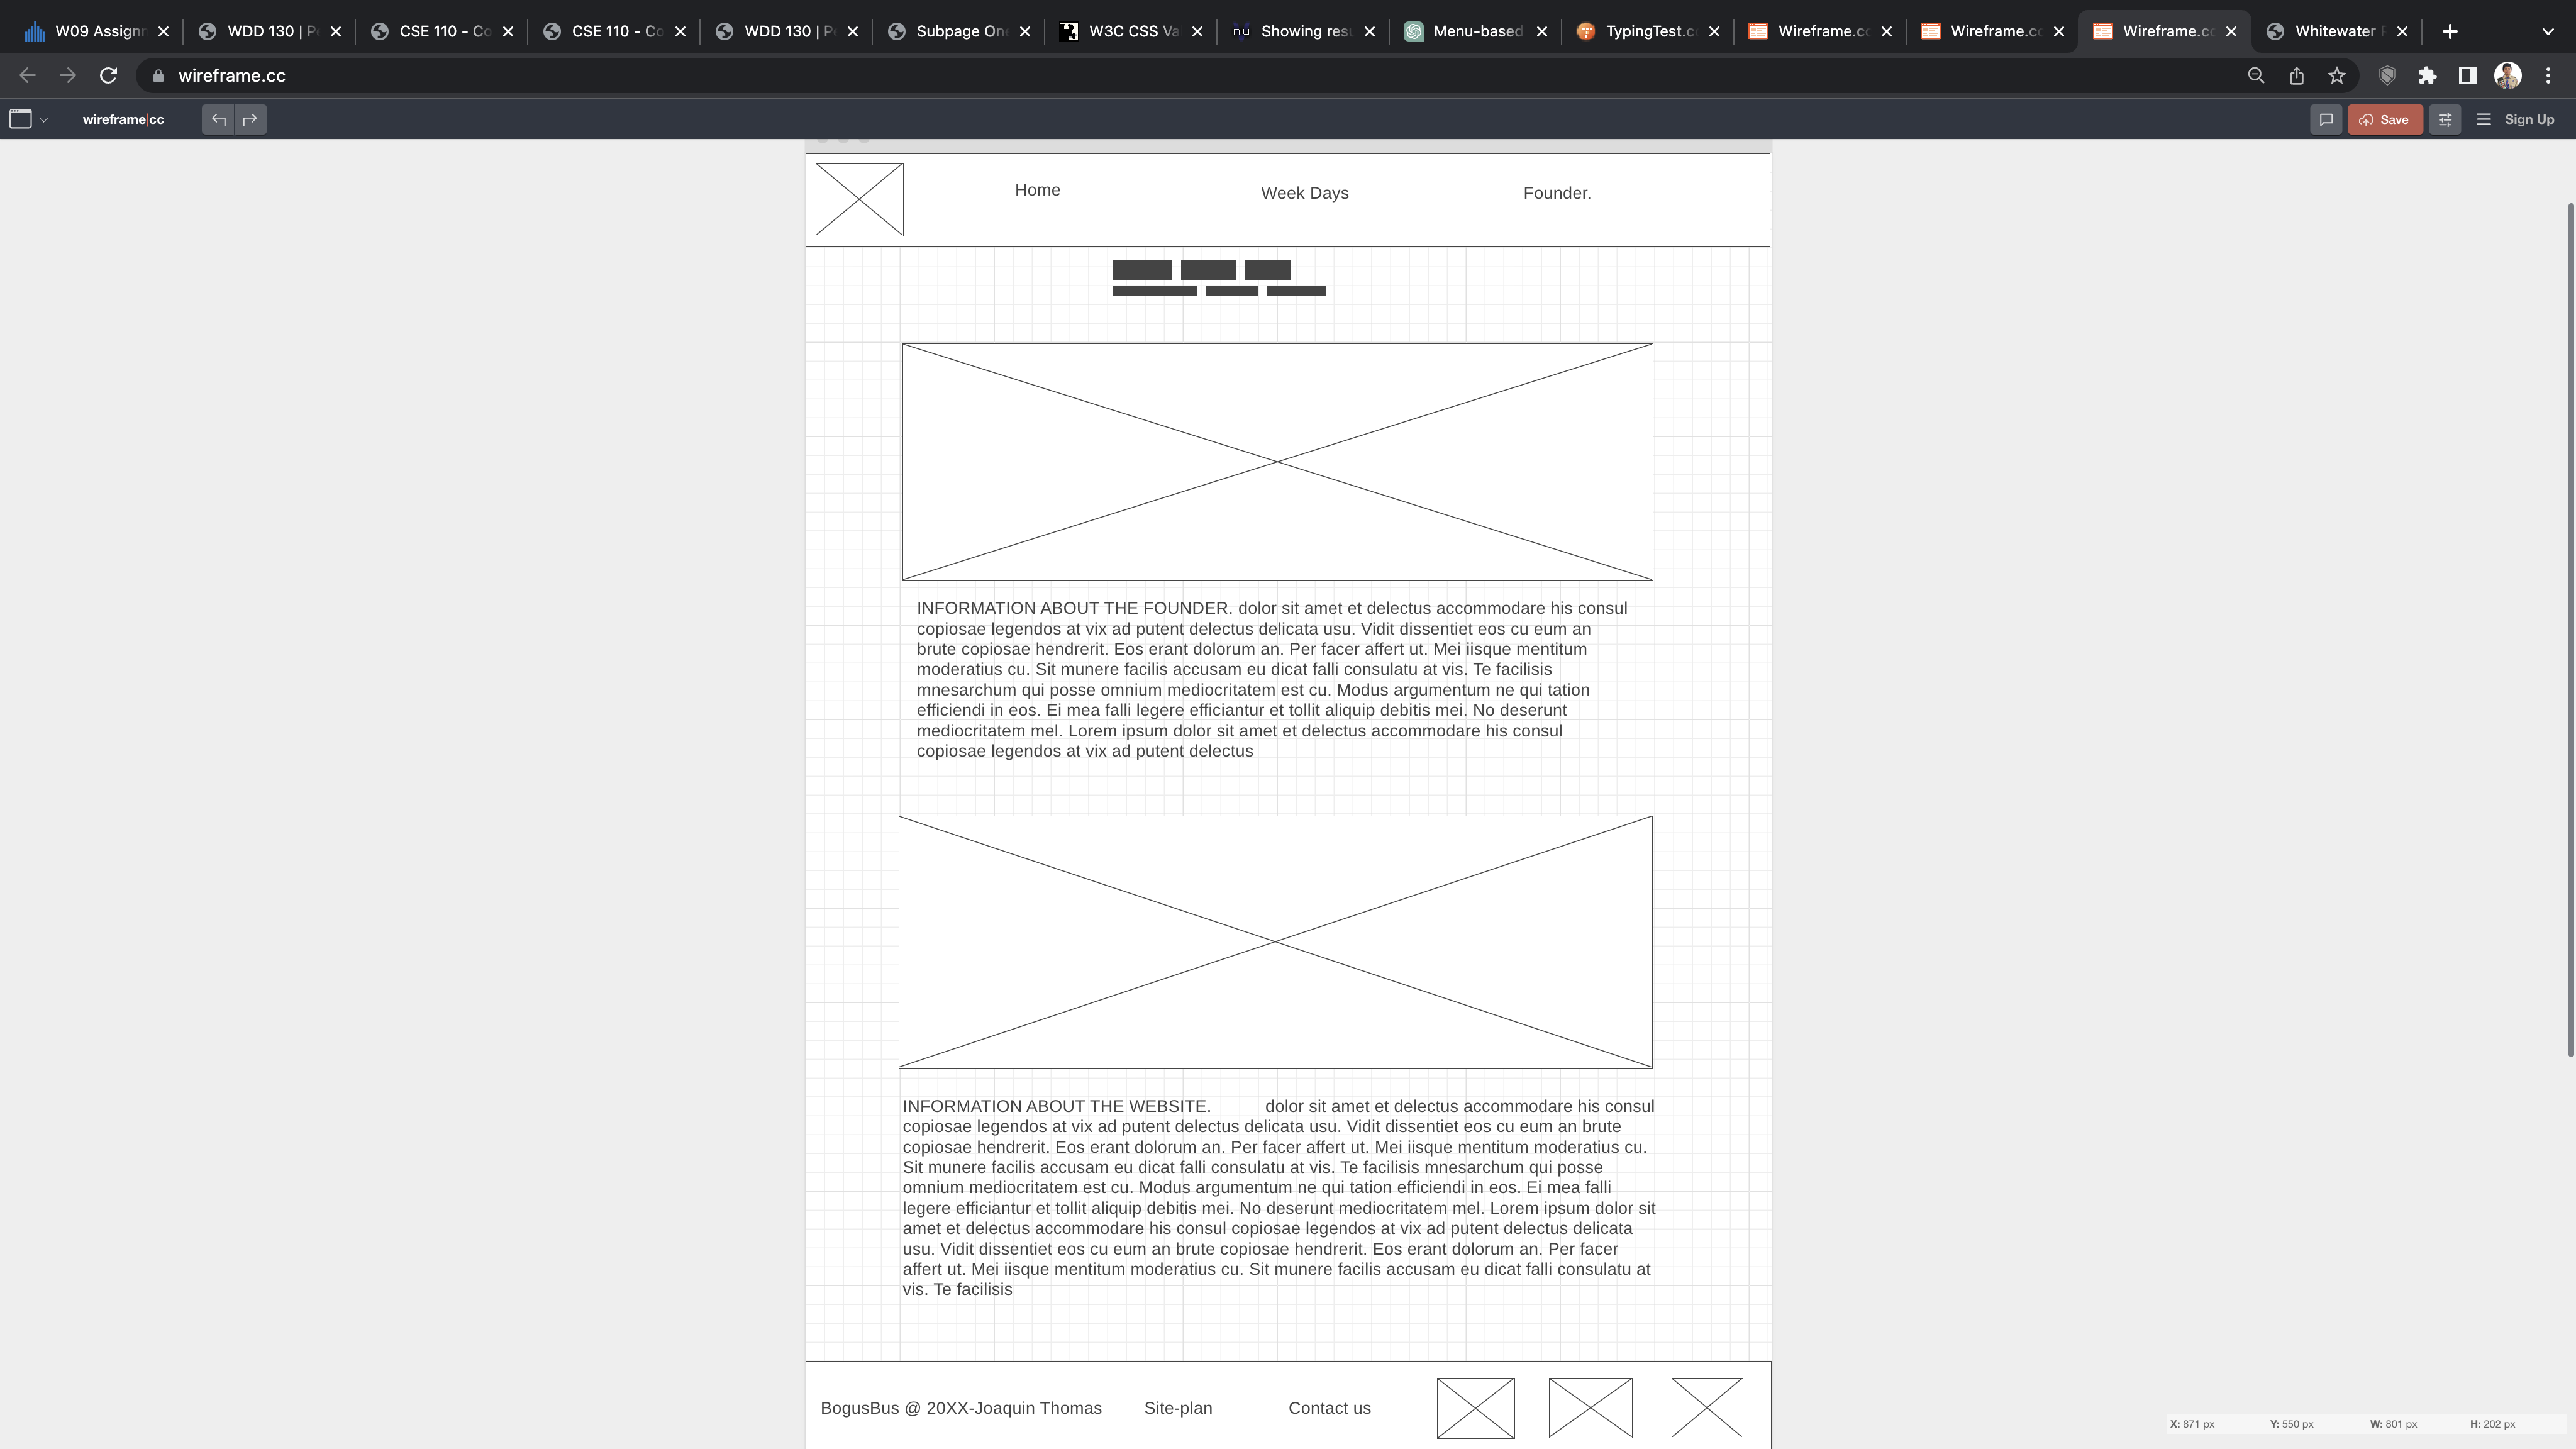 W09 Assignm
WDD 130 | Pe
CSE 110 - Co
CSE 110 - Co
WDD 130 | Pe
Subpage One
W3C CSS Va
Showing resu
Menu-based
TypingTest.co
Wireframe.cc
Wireframe.cc
Wireframe.cc
Whitewater
wireframe.cc
wireframe|cc
Save
Sign Up
Home
Week Days
Founder.
INFORMATION ABOUT THE FOUNDER. dolor sit amet et delectus accommodare his consul
copiosae legendos at vix ad putent delectus delicata usu. Vidit dissentiet eos cu eum an
brute copiosae hendrerit. Eos erant dolorum an. Per facer affert ut. Mei iisque mentitum
moderatius cu. Sit munere facilis accusam eu dicat falli consulatu at vis. Te facilisis
mnesarchum qui posse omnium mediocritatem est cu. Modus argumentum ne qui tation
efficiendi in eos. Ei mea falli legere efficiantur et tollit aliquip debitis mei. No deserunt
mediocritatem mel. Lorem ipsum dolor sit amet et delectus accommodare his consul
copiosae legendos at vix ad putent delectus
INFORMATION ABOUT THE WEBSITE. dolor sit amet et delectus accommodare his consul
copiosae legendos at vix ad putent delectus delicata usu. Vidit dissentiet eos cu eum an brute
copiosae hendrerit. Eos erant dolorum an. Per facer affert ut. Mei iisque mentitum moderatius cu.
Sit munere facilis accusam eu dicat falli consulatu at vis. Te facilisis mnesarchum qui posse
omnium mediocritatem est cu. Modus argumentum ne qui tation efficiendi in eos. Ei mea falli
legere efficiantur et tollit aliquip debitis mei. No deserunt mediocritatem mel. Lorem ipsum dolor sit
amet et delectus accommodare his consul copiosae legendos at vix ad putent delectus delicata
usu. Vidit dissentiet eos cu eum an brute copiosae hendrerit. Eos erant dolorum an. Per facer
affert ut. Mei iisque mentitum moderatius cu. Sit munere facilis accusam eu dicat falli consulatu at
vis. Te facilisis
BogusBus @ 20XX-Joaquin Thomas
Site-plan
Contact us
X: 871 px
Y: 550 px
W: 801 px
H: 202 px